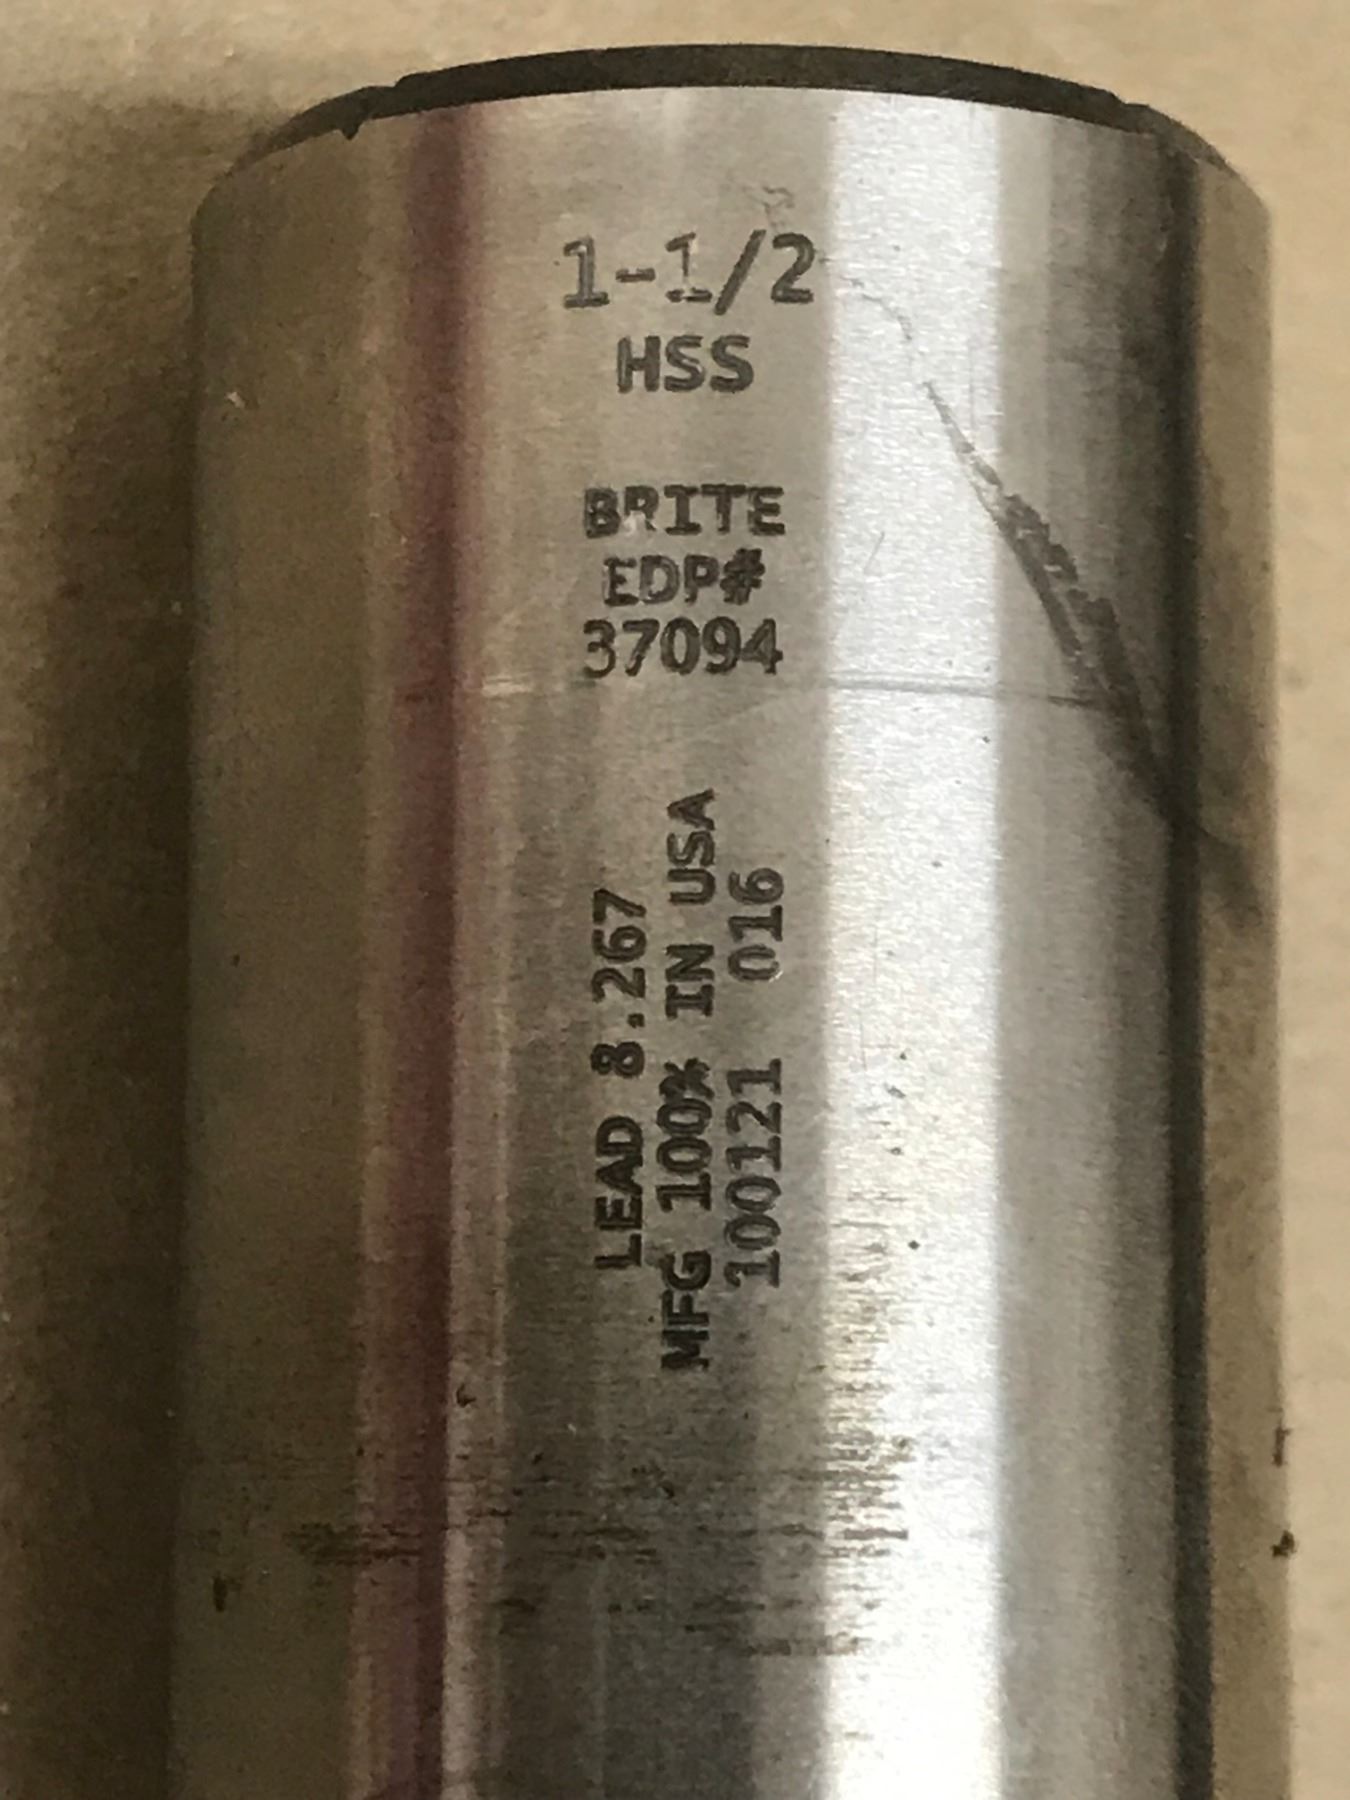 1-1/2
HSS
BRITE
EDP#
37094
LEAD 8.267
MFG 100% IN USA
100121 016